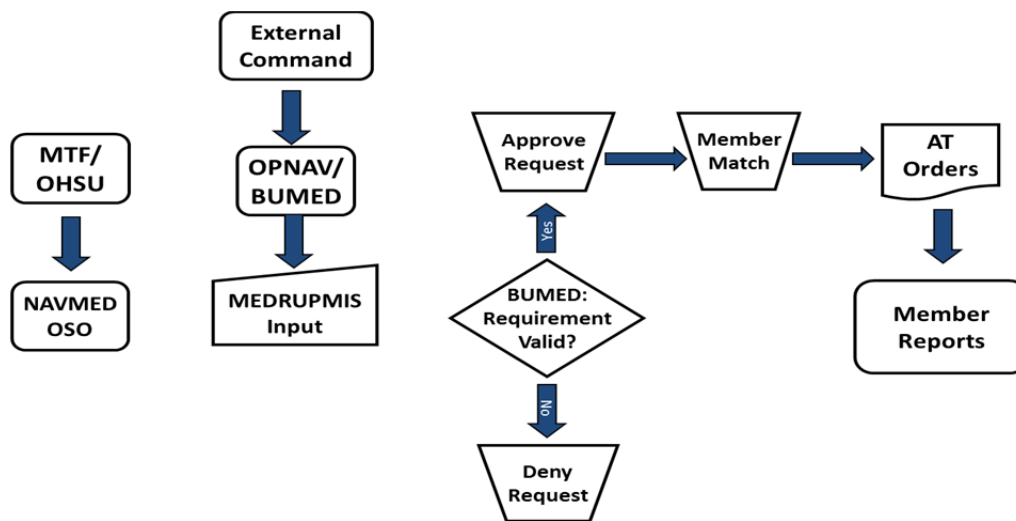 MTF/
OHSU
NAVMED
OSO
External
Command
OPNAV/
BUMED
MEDRUPMIS
Input
BUMED:
Requirement
Valid?
Yes
Approve
Request
No
Deny
Request
Member
Match
AT
Orders
Member
Reports